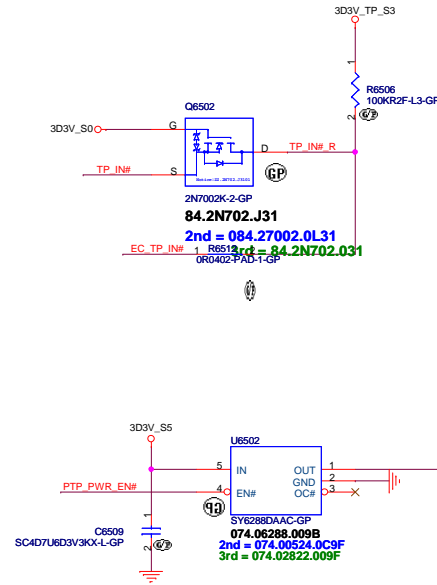 3D3V_TP_S3
1
R6506
100KR2F-L3-GP
2
Q6502
3D3V_S0
G
D
TP_IN#_R
TP_IN#
S
GP
2N7002K-2-GP
84.2N702.J31
2nd = 084.27002.0L31
3rd = 84.2N702.031
EC_TP_IN#
1
R6512
0R0402-PAD-1-GP
3D3V_S5
U6502
5
IN
OUT
1
GND
2
PTP_PWR_EN#
4
EN#
OC#
3
SY6288DAAC-GP
074.06288.009B
2nd = 074.00524.0C9F
3rd = 074.02822.009F
1
C6509
SC4D7U6D3V3KX-L-GP
2